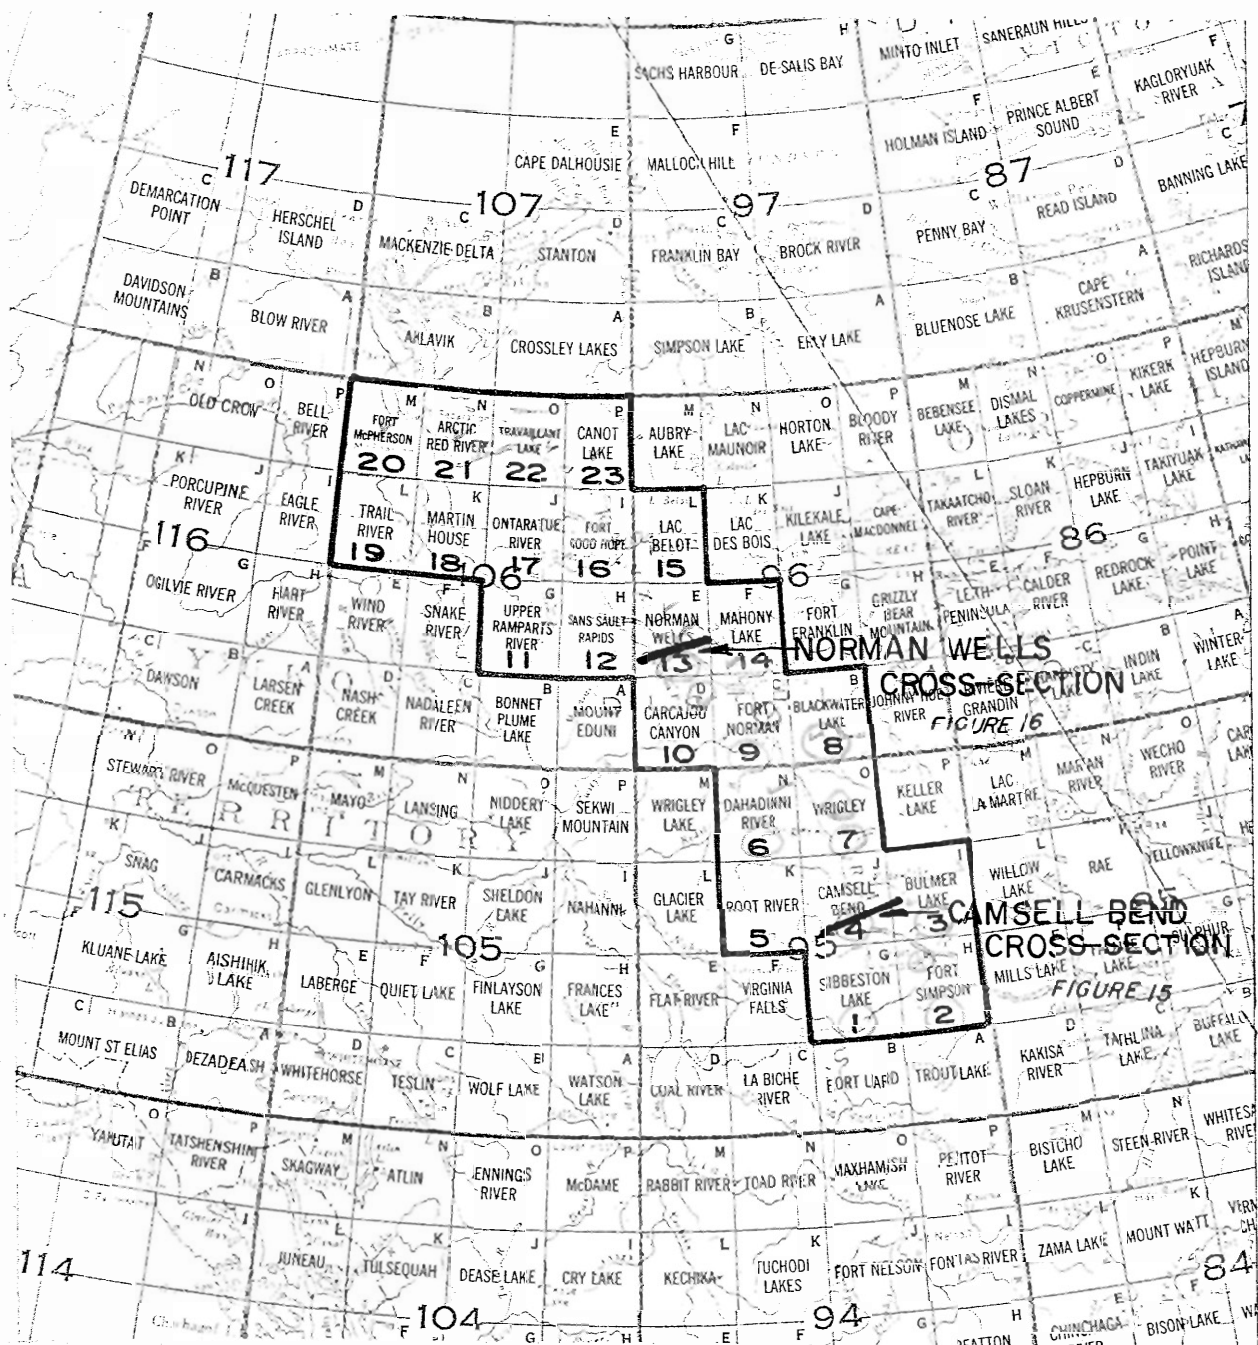 G
H
MINTO INLET
SANERAUN HILLS
SACHS HARBOUR
DE SALIS BAY
F
KAGLORYUAK
RIVER
E
PRINCE ALBERT
SOUND
F
HOLMAN ISLAND
E
CAPE DALHOUSIE
F
MALLOCH HILL
C
117
DEMARCATION
POINT
D
HERSCHEL
ISLAND
C
107
MACKENZIE DELTA
D
STANTON
97
C
FRANKLIN BAY
D
BROCK RIVER
87
C
PENNY BAY
D
READ ISLAND
C
7
BANNING LAKE
DAVIDSON
MOUNTAINS
B
A
BLOW RIVER
B
AKLAVIK
A
CROSSLEY LAKES
B
SIMPSON LAKE
A
ERLY LAKE
B
BLUENOSE LAKE
A
CAPE
KRUSENSTERN
RICHARDS
ISLAND
N
OLD CROW
O
P
BELL
RIVER
M
FORT
McPHERSON
20
N
ARCTIC
RED RIVER
21
O
TRAVAILLANT
LAKE
22
P
CANOT
LAKE
23
M
AUBRY
LAKE
N
LAC
MAUNOIR
O
HORTON
LAKE
P
BLOODY
RIVER
M
BEBENSEE
LAKE
N
DISMAL
LAKES
O
COPPERMINE
P
KIKERK
LAKE
M
HEPBURN
ISLAND
K
PORCUPINE
RIVER
J
I
EAGLE
RIVER
L
TRAIL
RIVER
19
K
MARTIN
HOUSE
18
J
ONTARATUE
RIVER
17
I
FORT
GOOD HOPE
16
L
LAC
BELOT
15
K
LAC
DES BOIS
J
KILEKALE
LAKE
CAPE
MACDONNEL
L
TAKAATCHO
RIVER
K
SLOAN
RIVER
J
HEPBURN
LAKE
I
TAKIYUAK
LAKE
116
F
106
96
86
G
OGILVIE RIVER
H
HART
RIVER
E
WIND
RIVER
F
SNAKE
RIVER
G
UPPER
RAMPARTS
RIVER
11
H
SANS SAULT
RAPIDS
12
E
NORMAN
WELLS
13
F
MAHONY
LAKE
14
G
FORT
FRANKLIN
H
GRIZZLY
BEAR
MOUNTAIN
E
LETH
PENINSULA
F
CALDER
RIVER
G
REDROCK
LAKE
H
POINT
LAKE
NORMAN WELLS
CROSS-SECTION
FIGURE 16
C
DAWSON
B
LARSEN
CREEK
A
D
NASH
CREEK
C
NADALEEN
RIVER
B
BONNET
PLUME
LAKE
A
MOUNT
EDUNI
D
CARCAJOU
CANYON
10
C
FORT
NORMAN
9
B
BLACKWATER
LAKE
8
JOHNNY HOE
RIVER
RIVIERE
GRANDIN
C
B
INDIN
LAKE
A
WINTER
LAKE
N
STEWART RIVER
O
McQUESTEN
P
M
MAYO
N
LANSING
O
NIDDERY
LAKE
P
SEKWI
MOUNTAIN
M
WRIGLEY
LAKE
N
DAHADINNI
RIVER
6
O
WRIGLEY
7
P
KELLER
LAKE
M
LAC
LA MARTRE
N
MARIAN
RIVER
O
WECHO
RIVER
TERRITORY
K
SNAG
J
I
CARMACKS
L
GLENLYON
K
TAY RIVER
J
SHELDON
LAKE
I
NAHANNI
L
GLACIER
LAKE
K
ROOT RIVER
5
J
CAMSELL
BEND
4
I
BULMER
LAKE
3
L
WILLOW
LAKE
RAE
J
YELLOWKNIFE
115
F
105
95
85
CAMSELL BEND
CROSS-SECTION
FIGURE 15
G
KLUANE LAKE
H
AISHIHIK
LAKE
E
LABERGE
F
QUIET LAKE
G
FINLAYSON
LAKE
H
FRANCES
LAKE
E
FLAT RIVER
F
VIRGINIA
FALLS
G
SIBBESTON
LAKE
1
H
FORT
SIMPSON
2
MILLS LAKE
LAKE
SULPHUR
G
C
MOUNT ST ELIAS
B
A
DEZADEASH
D
WHITEHORSE
C
TESLIN
B
WOLF LAKE
A
WATSON
LAKE
D
COAL RIVER
C
LA BICHE
RIVER
B
FORT LIARD
A
TROUT LAKE
D
KAKISA
RIVER
C
TATHLINA
LAKE
B
BUFFALO
LAKE
YAKUTAT
O
P
TATSHENSHINI
RIVER
M
SKAGWAY
N
ATLIN
O
JENNINGS
RIVER
P
McDAME
M
RABBIT RIVER
N
TOAD RIVER
O
MAXHAMISH
LAKE
P
PETITOT
RIVER
M
BISTCHO
LAKE
N
STEEN RIVER
WHITESA
RIVE
114
I
L
JUNEAU
K
TULSEQUAH
J
DEASE LAKE
I
CRY LAKE
L
KECHIKA
K
TUCHODI
LAKES
J
FORT NELSON
I
FONTAS RIVER
L
ZAMA LAKE
K
MOUNT WATT
84
F
104
G
H
E
F
94
G
H
BEATTON
E
CHINCHAGA
F
BISON LAKE